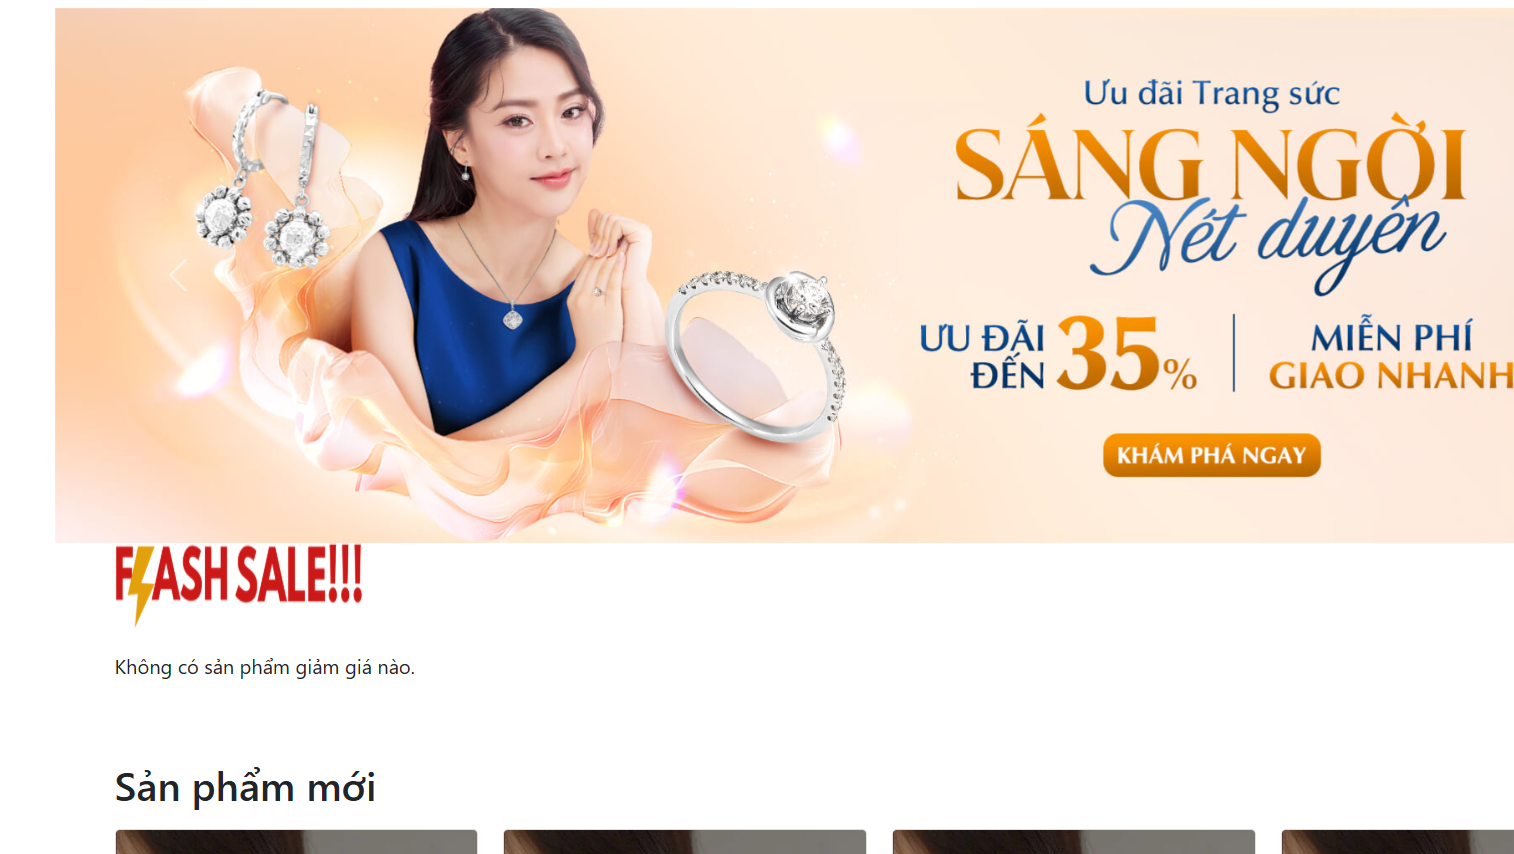 Ưu đãi Trang sức
SÁNG NGỜI
Nét duyên
ƯU ĐÃI ĐẾN 35%
MIỄN PHÍ
GIAO NHANH
KHÁM PHÁ NGAY
FLASH SALE!!!
Không có sản phẩm giảm giá nào.
Sản phẩm mới